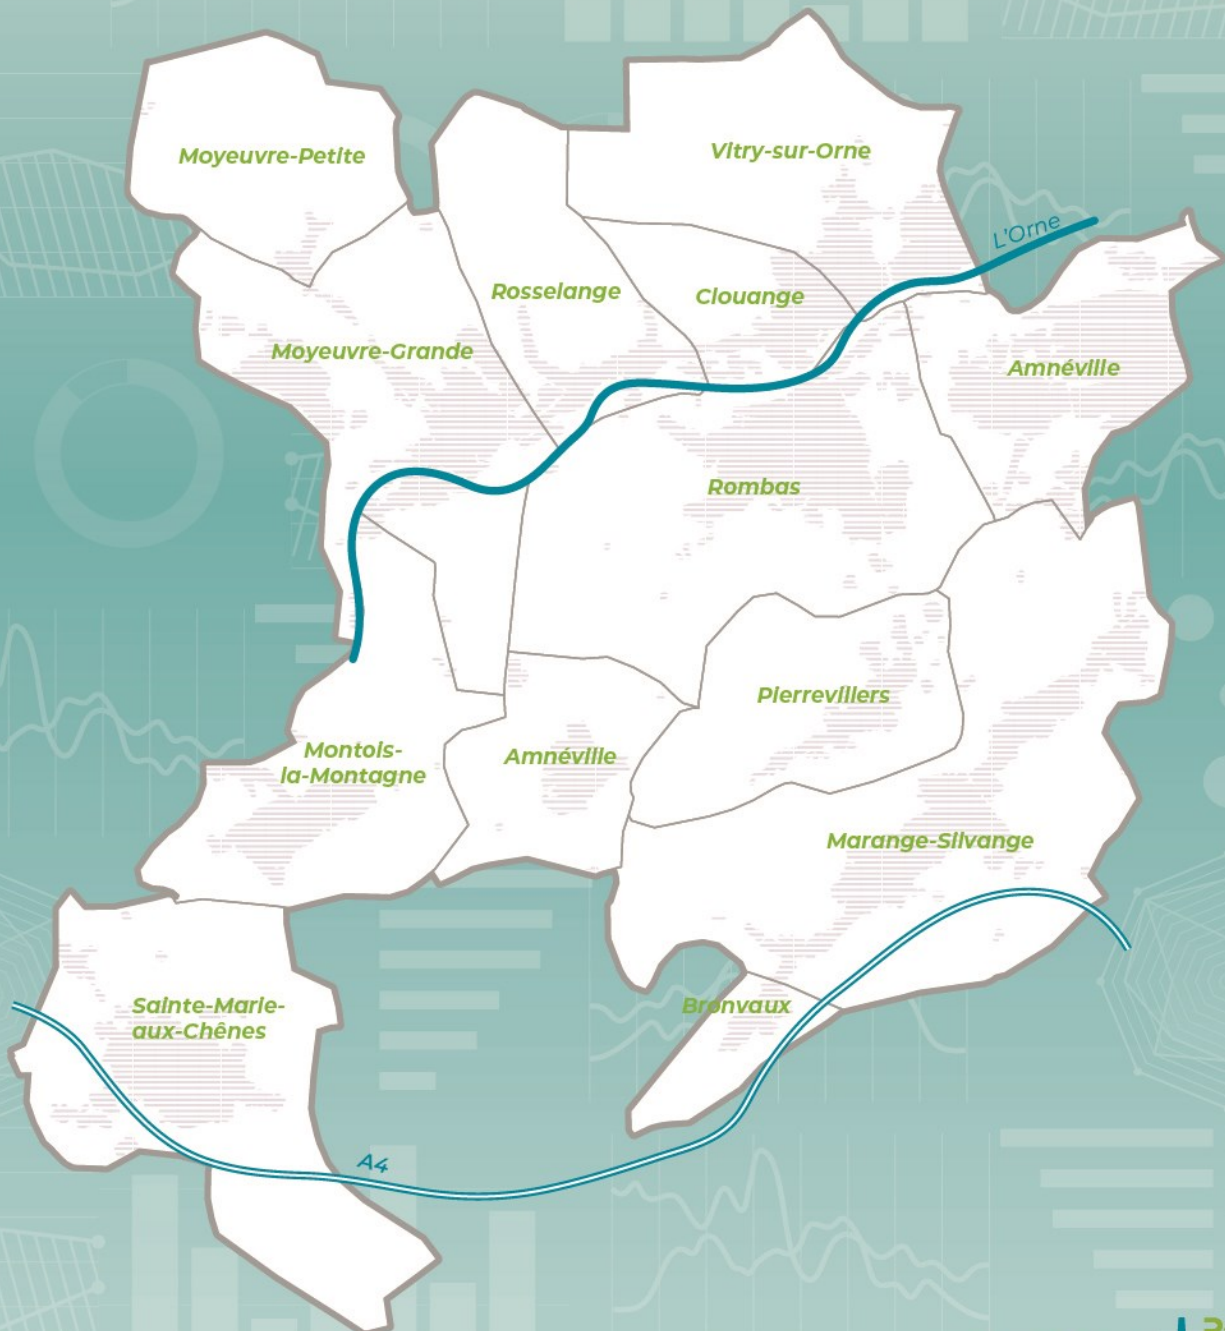 Moyeuvre-Petite
Vitry-sur-Orne
L'Orne
Rosselange
Clouange
Moyeuvre-Grande
Amnéville
Rombas
Pierrevillers
Montois-
la-Montagne
Amnéville
Marange-Silvange
Bronvaux
Sainte-Marie-
aux-Chênes
A4